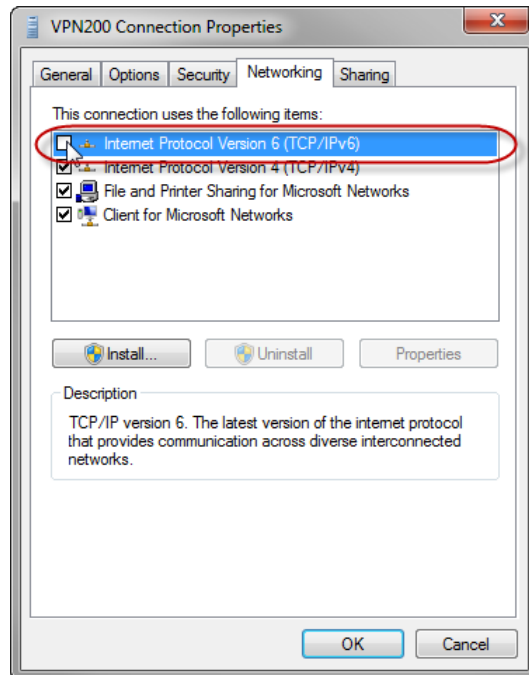 VPN200 Connection Properties
General Options Security Networking Sharing
This connection uses the following items:
Internet Protocol Version 6 (TCP/IPv6)
Internet Protocol Version 4 (TCP/IPv4)
File and Printer Sharing for Microsoft Networks
Client for Microsoft Networks
Install... Uninstall Properties
Description
TCP/IP version 6. The latest version of the internet protocol
that provides communication across diverse interconnected
networks.
OK Cancel